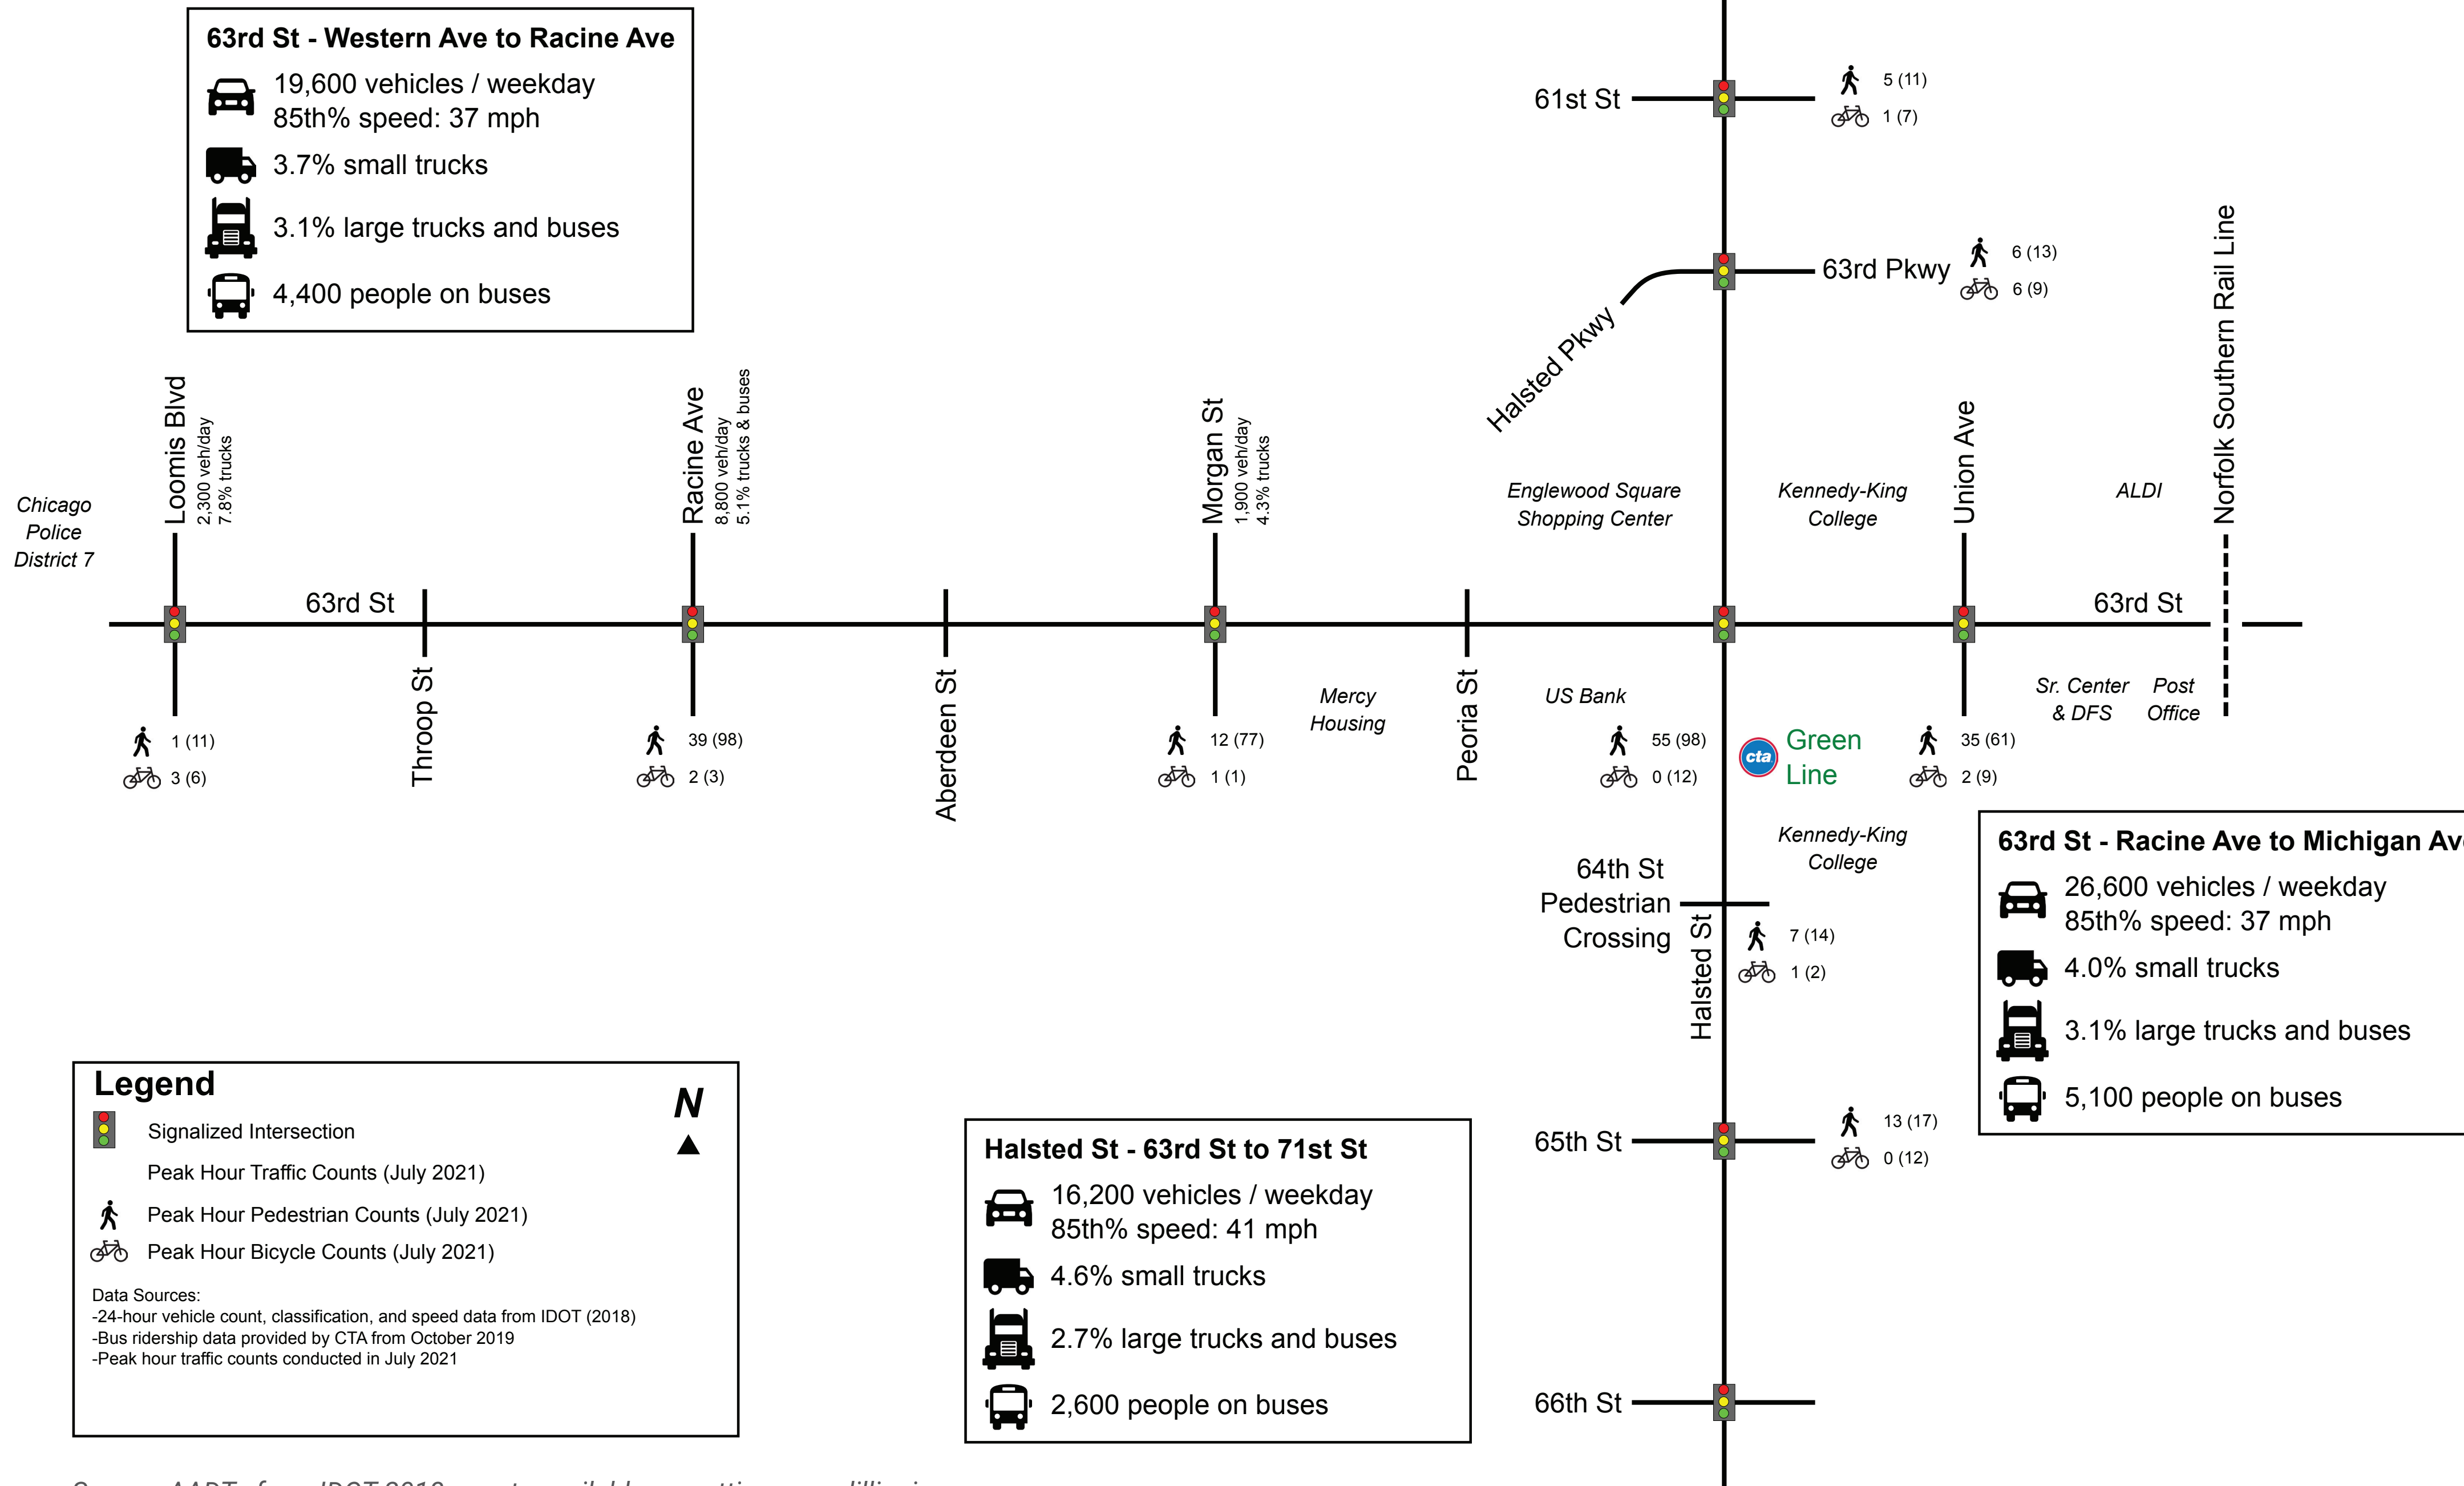 63rd St - Western Ave to Racine Ave
19,600 vehicles / weekday
85th% speed: 37 mph
3.7% small trucks
3.1% large trucks and buses
4,400 people on buses
61st St
5 (11)
1 (7)
63rd Pkwy
6 (13)
6 (9)
Halsted Pkwy
Norfolk Southern Rail Line
Chicago
Police
District 7
Loomis Blvd
2,300 veh/day
7.8% trucks
Racine Ave
8,800 veh/day
5.1% trucks & buses
Morgan St
1,900 veh/day
4.3% trucks
Englewood Square
Shopping Center
Kennedy-King
College
Union Ave
ALDI
63rd St
63rd St
Throop St
Aberdeen St
Peoria St
Mercy
Housing
US Bank
Sr. Center
& DFS
Post
Office
1 (11)
3 (6)
39 (98)
2 (3)
12 (77)
1 (1)
55 (98)
0 (12)
cta
Green
Line
35 (61)
2 (9)
Kennedy-King
College
64th St
Pedestrian
Crossing
Halsted St
7 (14)
1 (2)
63rd St - Racine Ave to Michigan Av
26,600 vehicles / weekday
85th% speed: 37 mph
4.0% small trucks
3.1% large trucks and buses
5,100 people on buses
65th St
13 (17)
0 (12)
66th St
Halsted St - 63rd St to 71st St
16,200 vehicles / weekday
85th% speed: 41 mph
4.6% small trucks
2.7% large trucks and buses
2,600 people on buses
Legend
N
Signalized Intersection
Peak Hour Traffic Counts (July 2021)
Peak Hour Pedestrian Counts (July 2021)
Peak Hour Bicycle Counts (July 2021)
Data Sources:
-24-hour vehicle count, classification, and speed data from IDOT (2018)
-Bus ridership data provided by CTA from October 2019
-Peak hour traffic counts conducted in July 2021